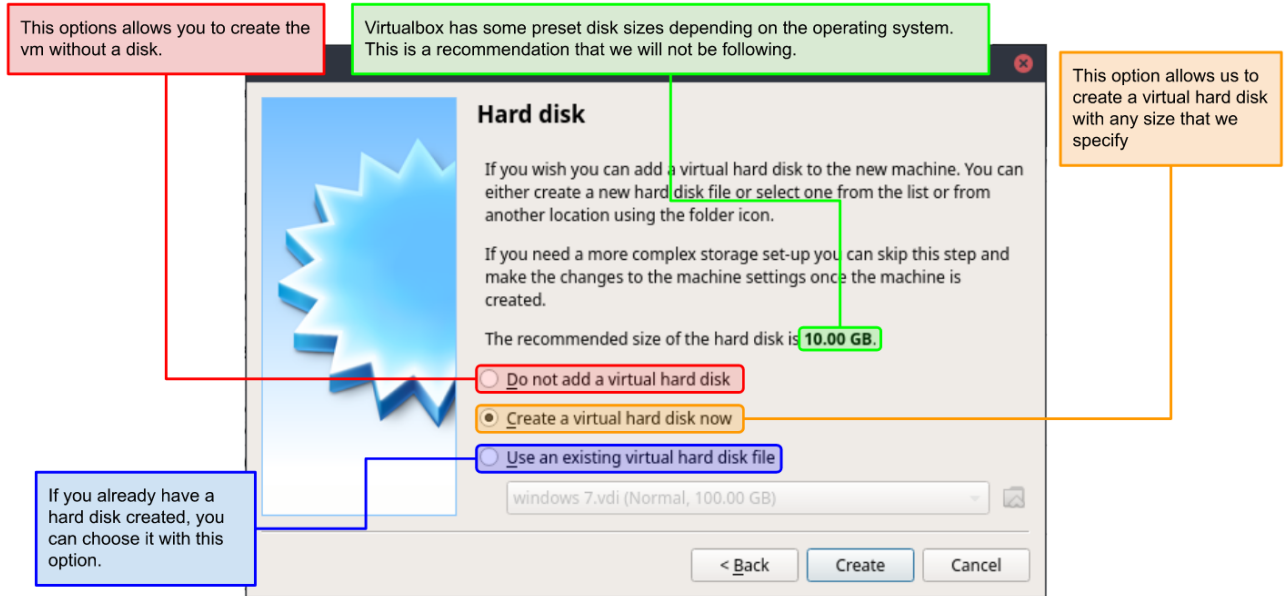 This options allows you to create the
vm without a disk.
Virtualbox has some preset disk sizes depending on the operating system.
This is a recommendation that we will not be following.
This option allows us to
create a virtual hard disk
with any size that we
specify
Hard disk
If you wish you can add a virtual hard disk to the new machine. You can
either create a new hard disk file or select one from the list or from
another location using the folder icon.
If you need a more complex storage set-up you can skip this step and
make the changes to the machine settings once the machine is
created.
The recommended size of the hard disk is 10.00 GB.
Do not add a virtual hard disk
Create a virtual hard disk now
Use an existing virtual hard disk file
windows 7.vdi (Normal, 100.00 GB)
If you already have a
hard disk created, you
can choose it with this
option.
< Back
Create
Cancel